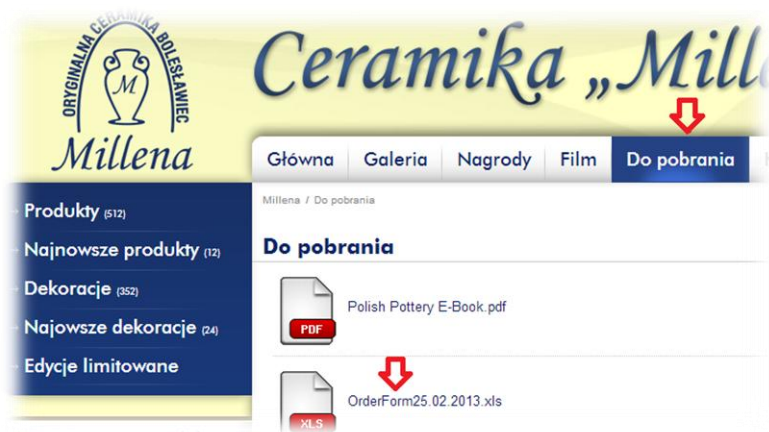 ORYGINALNA CERAMIKA BOLESŁAWIEC
M
Millena
Ceramika „Mill
Główna Galeria Nagrody Film Do pobrania
Millena / Do pobrania
Produkty (512)
Najnowsze produkty (12)
Dekoracje (352)
Najowsze dekoracje (24)
Edycje limitowane
Do pobrania
PDF
Polish Pottery E-Book.pdf
XLS
OrderForm25.02.2013.xls